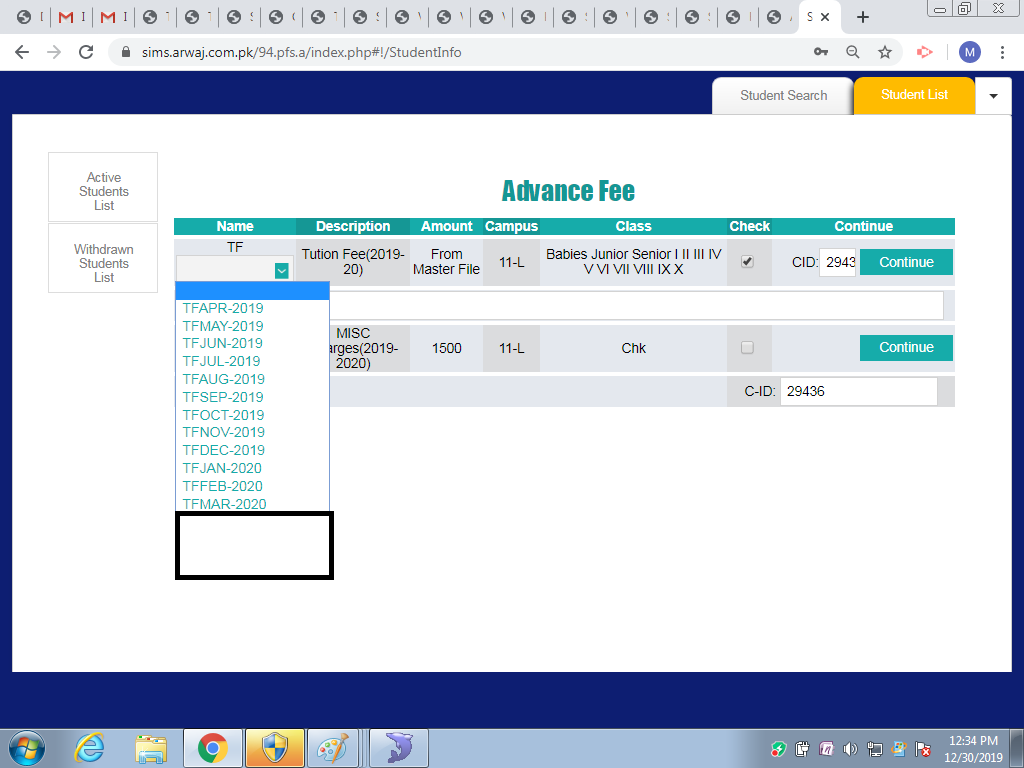 sims.arwaj.com.pk/94.pfs.a/index.php#!/StudentInfo
M
Student Search
Student List
Active
Students
List
Withdrawn
Students
List
Advance Fee
Name Description Amount Campus Class Check Continue
TF
Tution Fee(2019-
20)
From
Master File
11-L
Babies Junior Senior I II III IV
V VI VII VIII IX X
CID: 2943
Continue
TFAPR-2019
TFMAY-2019
TFJUN-2019
TFJUL-2019
TFAUG-2019
TFSEP-2019
TFOCT-2019
TFNOV-2019
TFDEC-2019
TFJAN-2020
TFFEB-2020
TFMAR-2020
MISC
arges(2019-
2020)
1500
11-L
Chk
Continue
C-ID: 29436
12:34 PM
12/30/2019